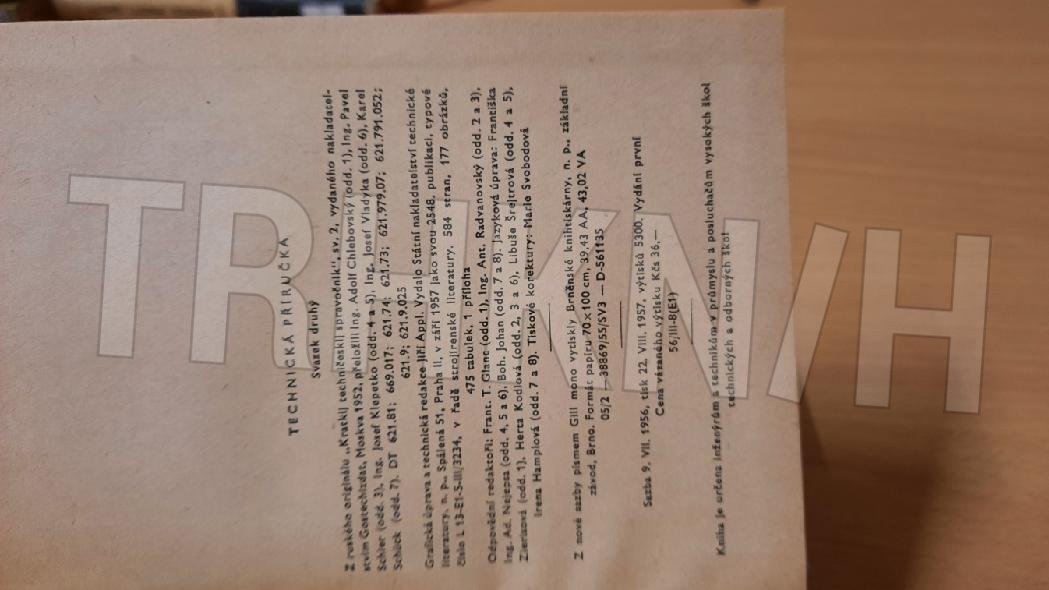 TECHNICKÁ PŘÍRUČKA
Svazek druhý
Z ruského originálu „Kratkij techničeskij spravočnik", sv. 2, vydaného nakladatel-
stvím Gostechizdat, Moskva 1952, přeložili Ing. Adolf Chlebovský (odd. 1), Ing. Pavel
Schier (odd. 3), Ing. Josef Klepetko (odd. 4 a 5), Ing. Josef Vladyka (odd. 6), Karel
Schück (odd. 7). DT 621.81; 669.017; 621.74; 621.73; 621.979.07; 621.791.052;
621.9; 621.9.025
Grafická úprava a technická redakce Jiří Appl. Vydalo Státní nakladatelství technické
literatury, n. p., Spálená 51, Praha II, v září 1957 jako svou 2548. publikaci, typové
číslo L 13-E1-5-III/3234, v řadě strojírenské literatury, 584 stran, 177 obrázků,
475 tabulek, 1 příloha
Odpovědní redaktoři: Frant. T. Glanc (odd. 1), Ing. Ant. Radvanovský (odd. 2 a 3),
Ing. Ad. Nejepsa (odd. 4, 5 a 6), Boh. Johan (odd. 7 a 8). Jazyková úprava: Františka
Zierisová (odd. 1), Herta Kodlová (odd. 2, 3 a 6), Libuše Šrejtrová (odd. 4 a 5),
Irena Hamplová (odd. 7 a 8). Tiskové korektury: Marie Svobodová
Z nové sazby písmem Gill mono vytiskly Brněnské knihtiskárny, n. p., základní
závod, Brno. Formát papíru 70 x 100 cm, 39,43 AA, 43,02 VA
05/2 — 38869/55/SV3 — D-561135
Sazba 9. VII. 1956, tisk 22. VIII. 1957, výtisků 5300. Vydání první
Cena vázaného výtisku Kčs 36,—
56/III-8(E1)
Kniha je určena inženýrům a technikům v průmyslu a posluchačům vysokých škol
technických a odborných škol